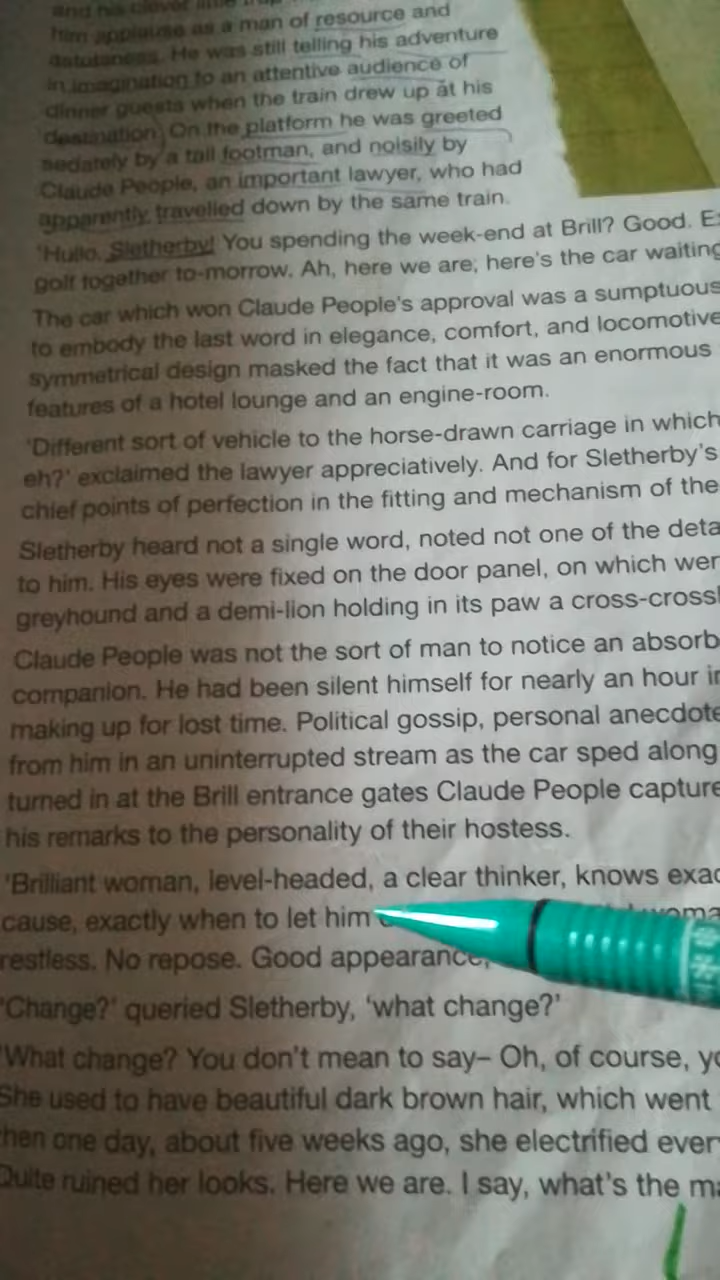 and his clever little
him applause as a man of resource and
astuteness. He was still telling his adventure
in imagination to an attentive audience of
dinner guests when the train drew up at his
destination. On the platform he was greeted
sedately by a tall footman, and noisily by
Claude People, an important lawyer, who had
apparently travelled down by the same train.
'Hullo, Sletherby! You spending the week-end at Brill? Good. E
golf together to-morrow. Ah, here we are; here's the car waiting
The car which won Claude People's approval was a sumptuous
to embody the last word in elegance, comfort, and locomotive
symmetrical design masked the fact that it was an enormous
features of a hotel lounge and an engine-room.
'Different sort of vehicle to the horse-drawn carriage in which
eh?' exclaimed the lawyer appreciatively. And for Sletherby's
chief points of perfection in the fitting and mechanism of the
Sletherby heard not a single word, noted not one of the deta
to him. His eyes were fixed on the door panel, on which wer
greyhound and a demi-lion holding in its paw a cross-crossl
Claude People was not the sort of man to notice an absorb
companion. He had been silent himself for nearly an hour in
making up for lost time. Political gossip, personal anecdote
from him in an uninterrupted stream as the car sped along
turned in at the Brill entrance gates Claude People capture
his remarks to the personality of their hostess.
'Brilliant woman, level-headed, a clear thinker, knows exac
cause, exactly when to let him
restless. No repose. Good appearance,
'Change?' queried Sletherby, 'what change?'
'What change? You don't mean to say– Oh, of course, yo
She used to have beautiful dark brown hair, which went
then one day, about five weeks ago, she electrified ever
Quite ruined her looks. Here we are. I say, what's the ma